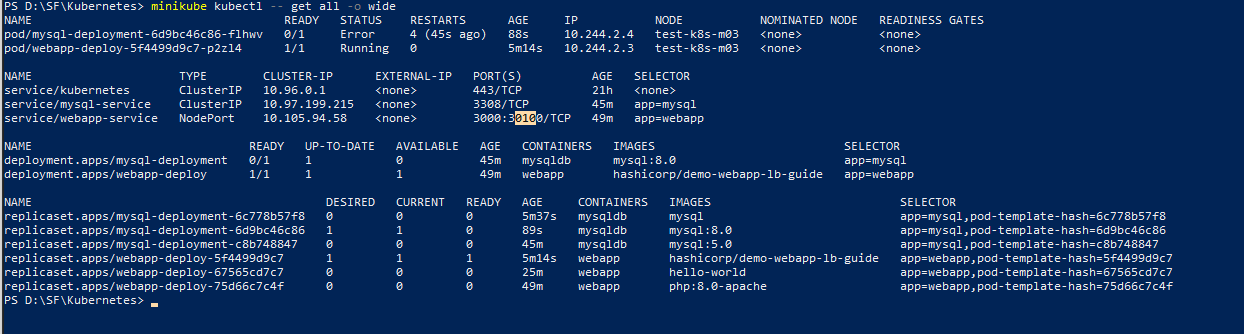 PS D:\SF\Kubernetes> minikube kubectl -- get all -o wide
NAME READY STATUS RESTARTS AGE IP NODE NOMINATED NODE READINESS GATES
pod/mysql-deployment-6d9bc46c86-flhwv 0/1 Error 4 (45s ago) 88s 10.244.2.4 test-k8s-m03 <none> <none>
pod/webapp-deploy-5f4499d9c7-p2zl4 1/1 Running 0 5m14s 10.244.2.3 test-k8s-m03 <none> <none>
NAME TYPE CLUSTER-IP EXTERNAL-IP PORT(S) AGE SELECTOR
service/kubernetes ClusterIP 10.96.0.1 <none> 443/TCP 21h <none>
service/mysql-service ClusterIP 10.97.199.215 <none> 3308/TCP 45m app=mysql
service/webapp-service NodePort 10.105.94.58 <none> 3000:30100/TCP 49m app=webapp
NAME READY UP-TO-DATE AVAILABLE AGE CONTAINERS IMAGES SELECTOR
deployment.apps/mysql-deployment 0/1 1 0 45m mysqldb mysql:8.0 app=mysql
deployment.apps/webapp-deploy 1/1 1 1 49m webapp hashicorp/demo-webapp-lb-guide app=webapp
NAME DESIRED CURRENT READY AGE CONTAINERS IMAGES SELECTOR
replicaset.apps/mysql-deployment-6c778b57f8 0 0 0 5m37s mysqldb mysql app=mysql,pod-template-hash=6c778b57f8
replicaset.apps/mysql-deployment-6d9bc46c86 1 1 0 89s mysqldb mysql:8.0 app=mysql,pod-template-hash=6d9bc46c86
replicaset.apps/mysql-deployment-c8b748847 0 0 0 45m mysqldb mysql:5.0 app=mysql,pod-template-hash=c8b748847
replicaset.apps/webapp-deploy-5f4499d9c7 1 1 1 5m14s webapp hashicorp/demo-webapp-lb-guide app=webapp,pod-template-hash=5f4499d9c7
replicaset.apps/webapp-deploy-67565cd7c7 0 0 0 25m webapp hello-world app=webapp,pod-template-hash=67565cd7c7
replicaset.apps/webapp-deploy-75d66c7c4f 0 0 0 49m webapp php:8.0-apache app=webapp,pod-template-hash=75d66c7c4f
PS D:\SF\Kubernetes>